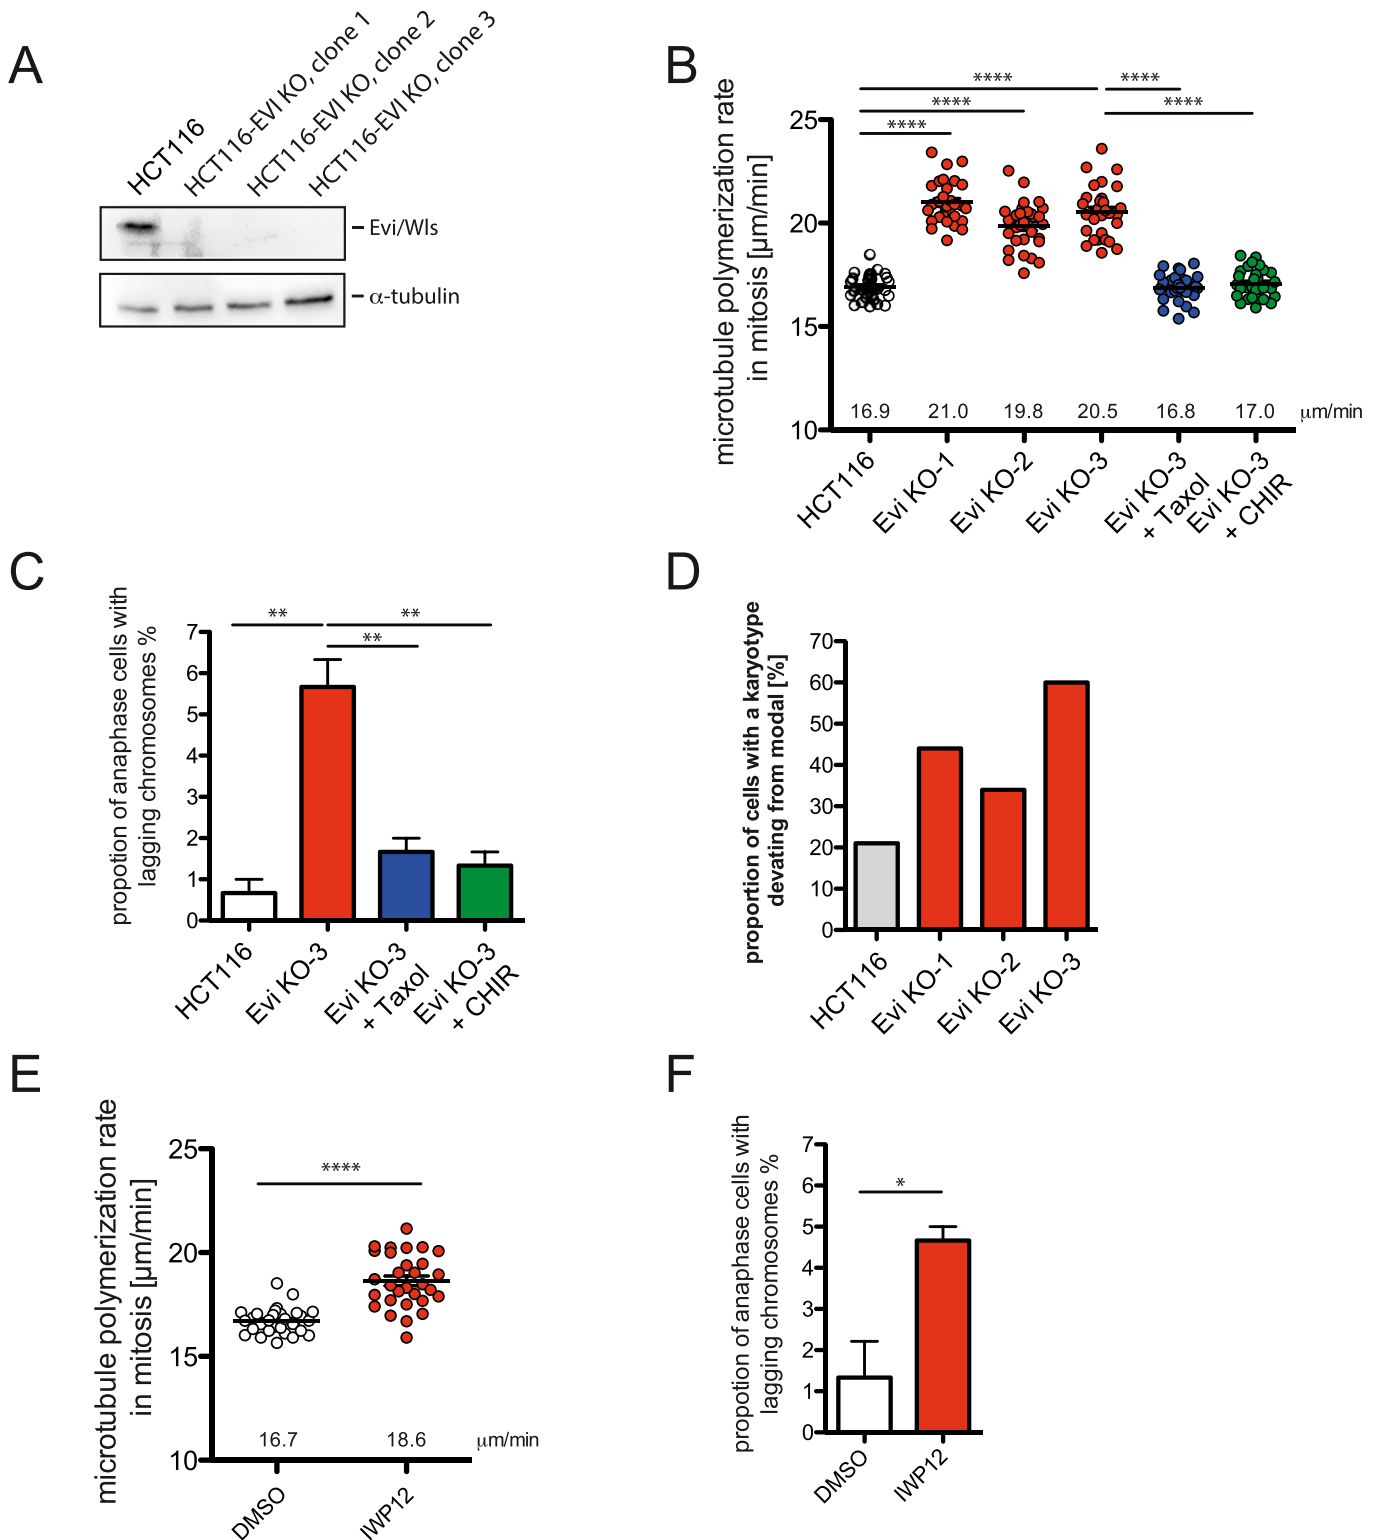 A
HCT116
HCT116-EVI KO, clone 1
HCT116-EVI KO, clone 2
HCT116-EVI KO, clone 3
Evi/Wls
α-tubulin
B
microtubule polymerization rate
in mitosis [µm/min]
25
20
15
10
****
****
****
****
****
16.9 21.0 19.8 20.5 16.8 17.0 µm/min
HCT116
Evi KO-1
Evi KO-2
Evi KO-3
Evi KO-3
+ Taxol
Evi KO-3
+ CHIR
C
propotion of anaphase cells with
lagging chromosomes %
7
6
5
4
3
2
1
0
**
**
**
HCT116
Evi KO-3
Evi KO-3
+ Taxol
Evi KO-3
+ CHIR
D
proportion of cells with a karyotype
devating from modal [%]
70
60
50
40
30
20
10
0
HCT116
Evi KO-1
Evi KO-2
Evi KO-3
E
microtubule polymerization rate
in mitosis [µm/min]
25
20
15
10
****
16.7 18.6 µm/min
DMSO
IWP12
F
propotion of anaphase cells with
lagging chromosomes %
7
6
5
4
3
2
1
0
*
DMSO
IWP12